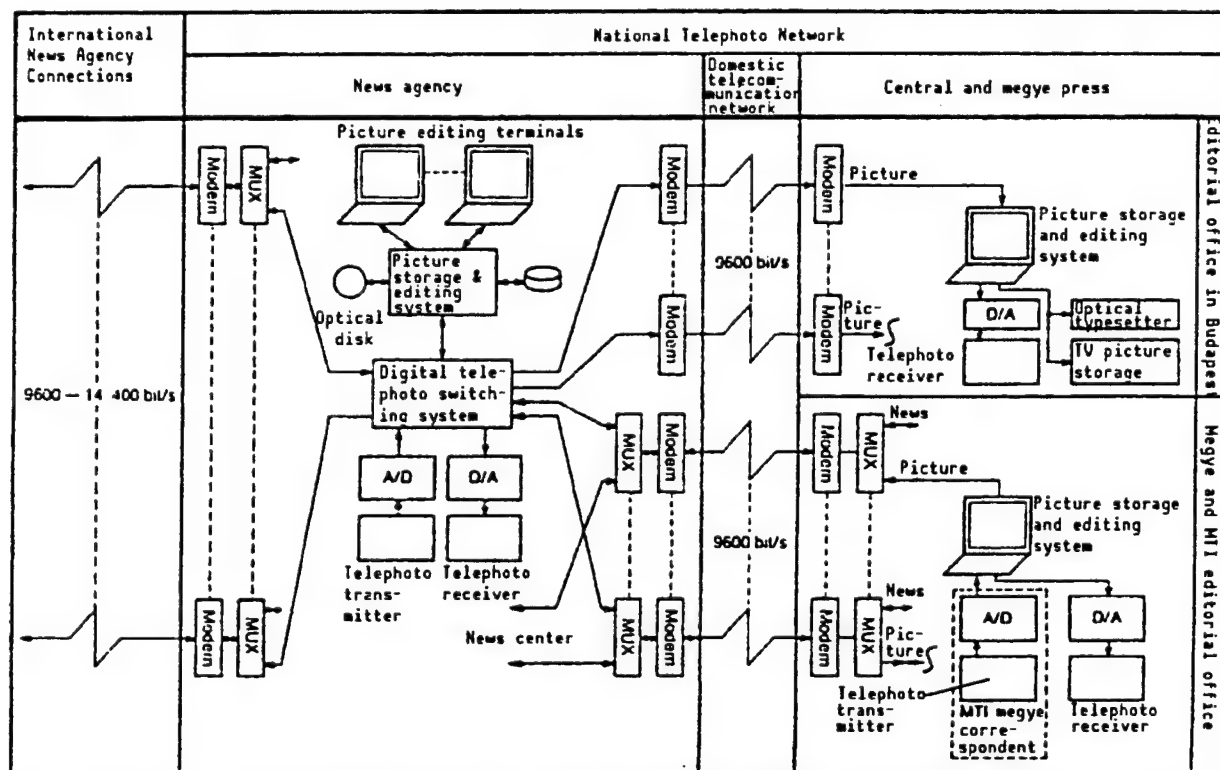 International
News Agency
Connections
National Telephoto Network
News agency
Domestic
telecom-
munication
network
Central and megye press
Picture editing terminals
Modem
MUX
Picture
storage &
editing
system
Optical
disk
9600 — 14 400 bit/s
Digital tele-
photo switch-
ing system
A/D
D/A
Telephoto
trans-
mitter
Telephoto
receiver
News center
Modem
MUX
Modem
Modem
MUX
Modem
MUX
Modem
9600 bit/s
9600 bit/s
Modem
Picture
Picture storage
and editing
system
D/A
Optical
typesetter
TV picture
storage
Modem
Pic-
ture
Telephoto
receiver
Editorial office in Budapest
Modem
MUX
News
Picture
Picture storage
and editing
system
Modem
MUX
News
Pic-
ture
A/D
D/A
Telephoto
trans-
mitter
MTI megye
corre-
spondent
Telephoto
receiver
Megye and MTI editorial office